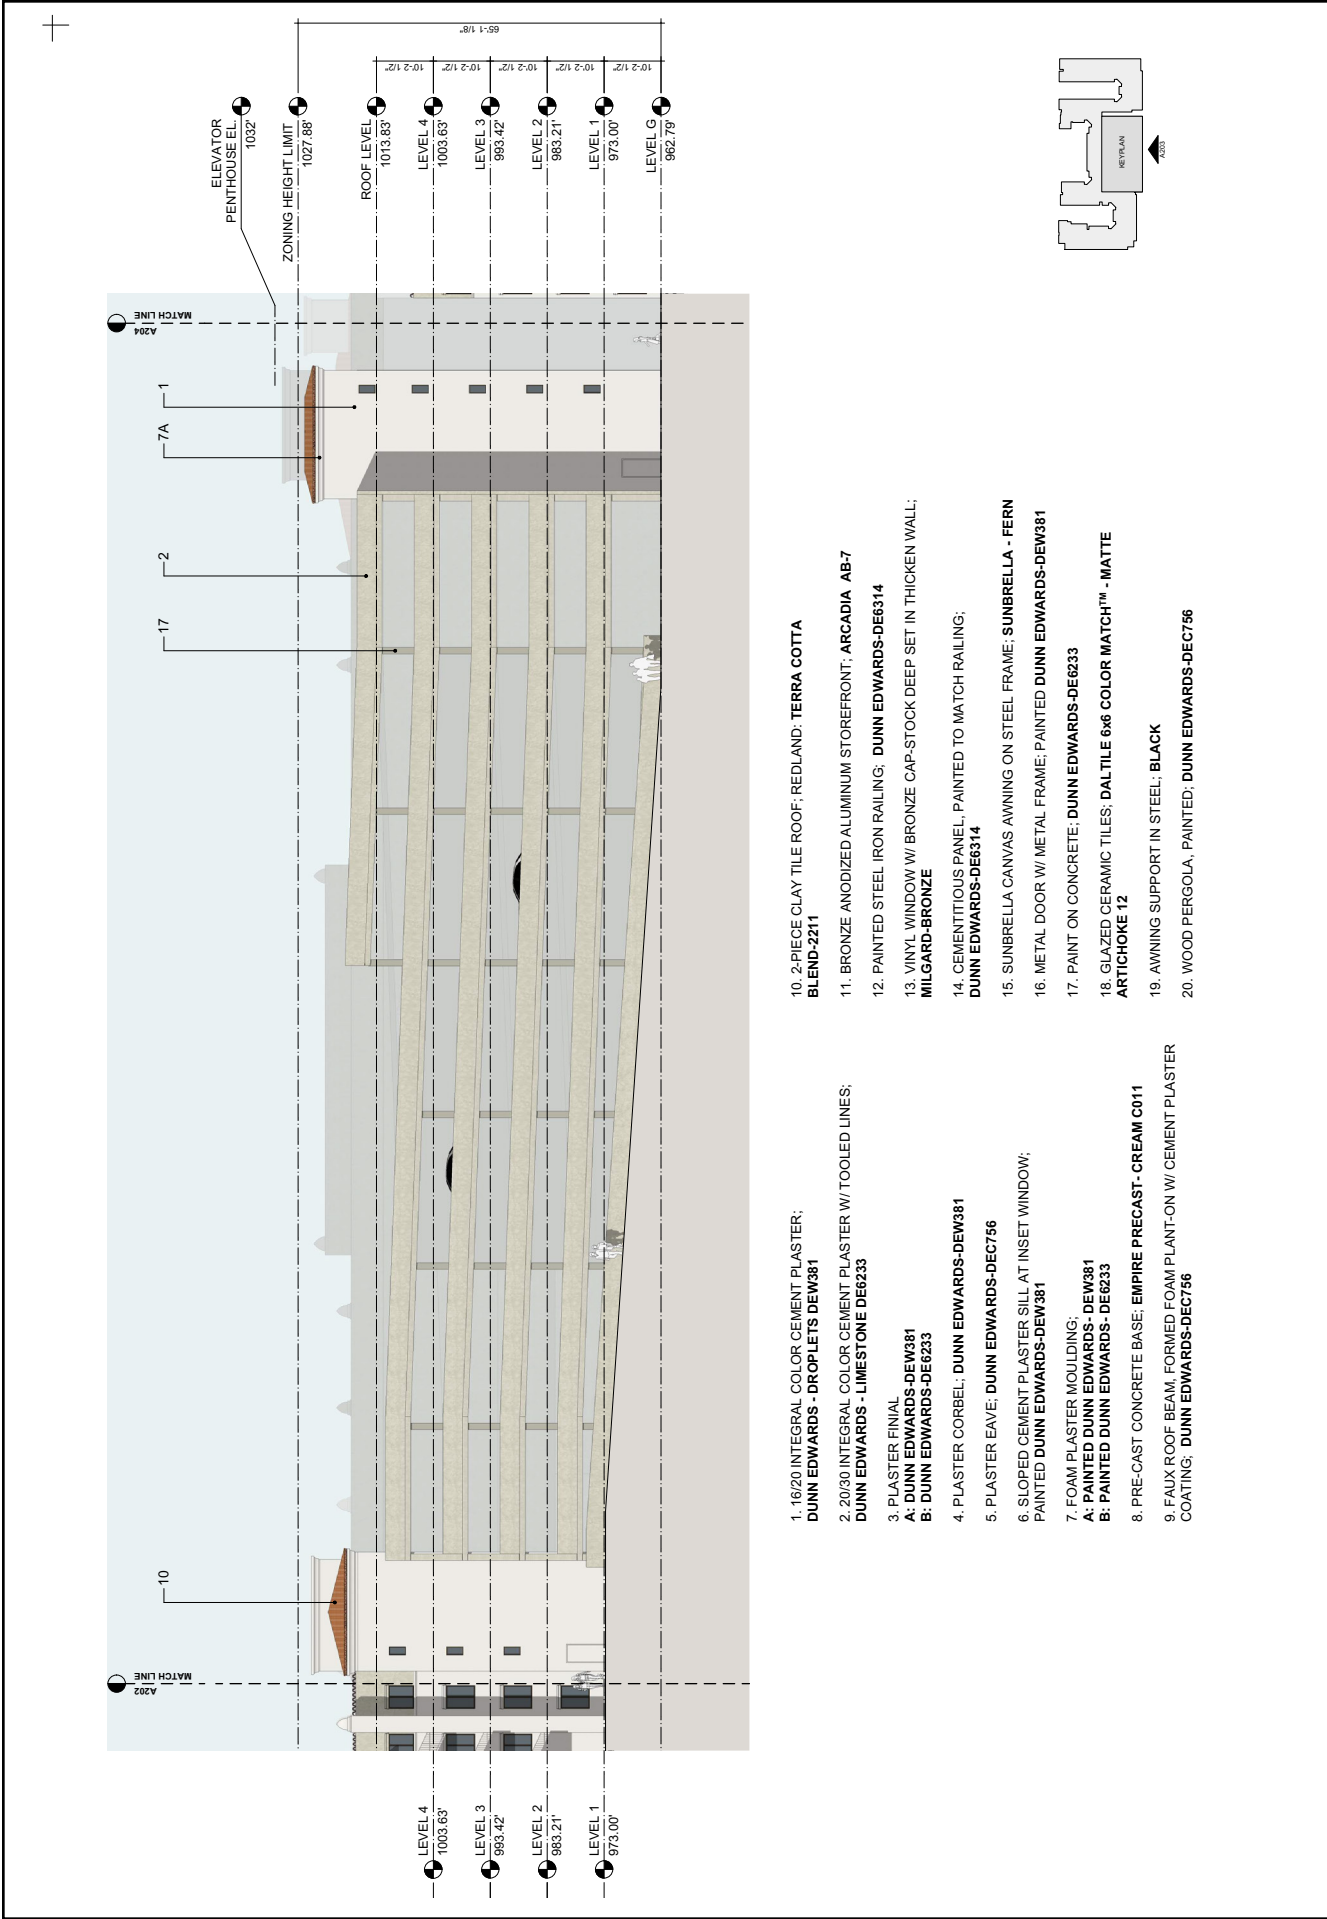 ELEVATOR
PENTHOUSE EL.
1032'
ZONING HEIGHT LIMIT
1027.88'
ROOF LEVEL
1013.83'
LEVEL 4
1003.63'
LEVEL 3
993.42'
LEVEL 2
983.21'
LEVEL 1
973.00'
LEVEL G
962.79'
65'-1 1/8"
10'-2 1/2"
10'-2 1/2"
10'-2 1/2"
10'-2 1/2"
10'-2 1/2"
MATCH LINE
A202
10
17
2
7A
1
MATCH LINE
A204
LEVEL 4
1003.63'
LEVEL 3
993.42'
LEVEL 2
983.21'
LEVEL 1
973.00'
1. 16/20 INTEGRAL COLOR CEMENT PLASTER;
DUNN EDWARDS - DROPLETS DEW381
2. 20/30 INTEGRAL COLOR CEMENT PLASTER W/ TOOLED LINES;
DUNN EDWARDS - LIMESTONE DE6233
3. PLASTER FINIAL
A: DUNN EDWARDS-DEW381
B: DUNN EDWARDS-DE6233
4. PLASTER CORBEL; DUNN EDWARDS-DEW381
5. PLASTER EAVE; DUNN EDWARDS-DEC756
6. SLOPED CEMENT PLASTER SILL AT INSET WINDOW;
PAINTED DUNN EDWARDS-DEW381
7. FOAM PLASTER MOULDING;
A: PAINTED DUNN EDWARDS- DEW381
B: PAINTED DUNN EDWARDS- DE6233
8. PRE-CAST CONCRETE BASE; EMPIRE PRECAST- CREAM C011
9. FAUX ROOF BEAM, FORMED FOAM PLANT-ON W/ CEMENT PLASTER
COATING; DUNN EDWARDS-DEC756
10. 2-PIECE CLAY TILE ROOF; REDLAND: TERRA COTTA
BLEND-2211
11. BRONZE ANODIZED ALUMINUM STOREFRONT; ARCADIA AB-7
12. PAINTED STEEL IRON RAILING; DUNN EDWARDS-DE6314
13. VINYL WINDOW W/ BRONZE CAP-STOCK DEEP SET IN THICKEN WALL;
MILGARD-BRONZE
14. CEMENTITIOUS PANEL, PAINTED TO MATCH RAILING;
DUNN EDWARDS-DE6314
15. SUNBRELLA CANVAS AWNING ON STEEL FRAME; SUNBRELLA - FERN
16. METAL DOOR W/ METAL FRAME; PAINTED DUNN EDWARDS-DEW381
17. PAINT ON CONCRETE; DUNN EDWARDS-DE6233
18. GLAZED CERAMIC TILES; DALTILE 6x6 COLOR MATCH™ - MATTE
ARTICHOKE 12
19. AWNING SUPPORT IN STEEL; BLACK
20. WOOD PERGOLA, PAINTED; DUNN EDWARDS-DEC756
KEYPLAN
A203